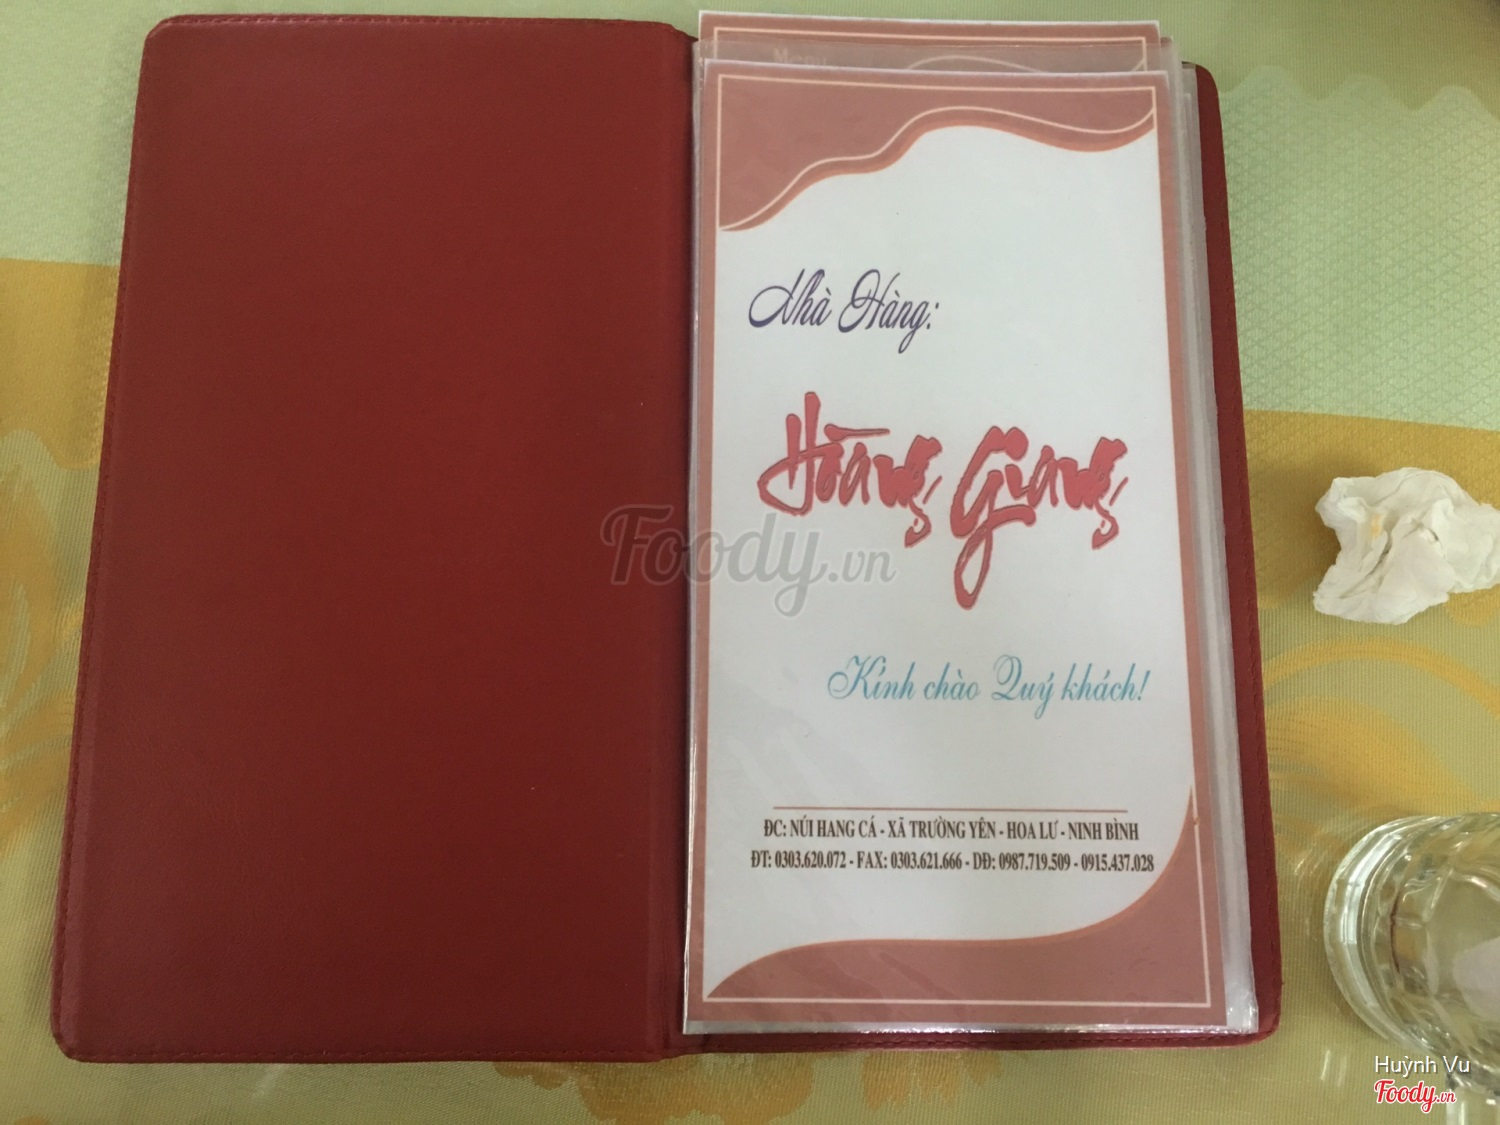 Menu
Nhà Hàng:
Hoàng Giang
Kính chào Quý khách!
ĐC: NÚI HANG CÁ - XÃ TRƯỜNG YÊN - HOA LƯ - NINH BÌNH
ĐT: 0303.620.072 - FAX: 0303.621.666 - DĐ: 0987.719.509 - 0915.437.028
Foody.vn
Huỳnh Vu
Foody.vn